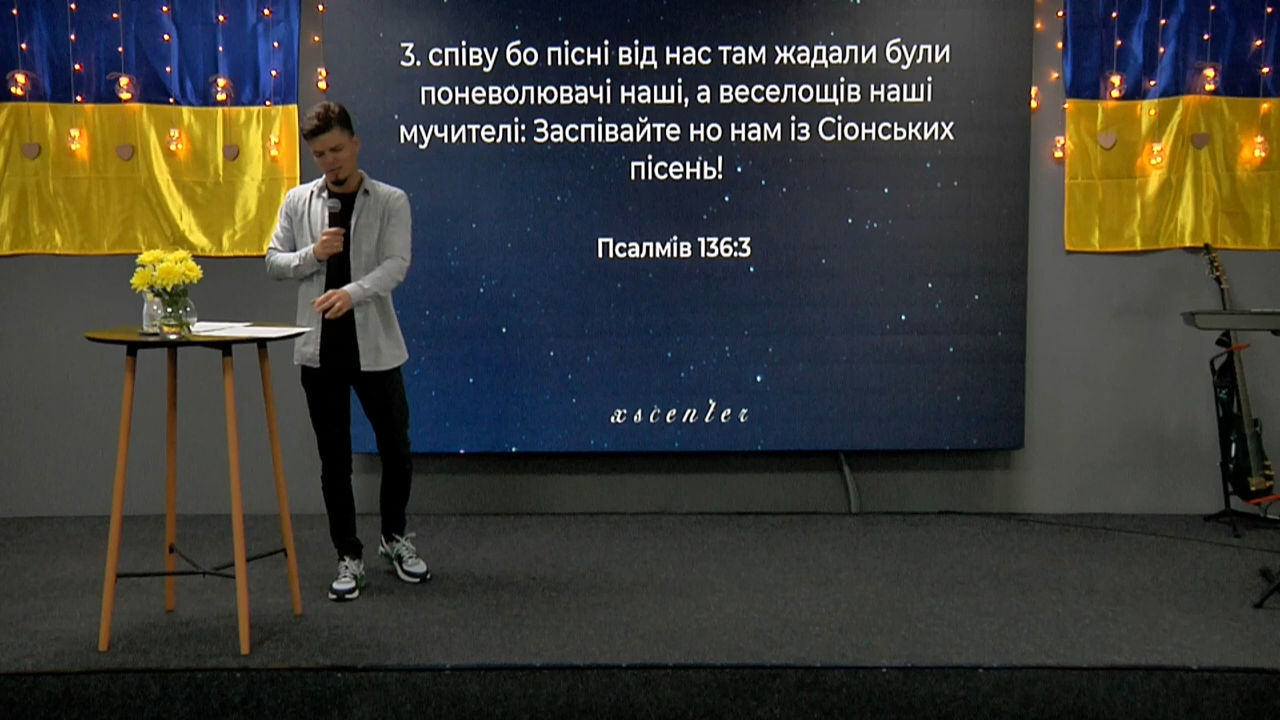 3. співу бо пісні від нас там жадали були
поневолювачі наші, а веселощів наші
мучителі: Заспівайте но нам із Сіонських
пісень!
Псалмів 136:3
xscenter